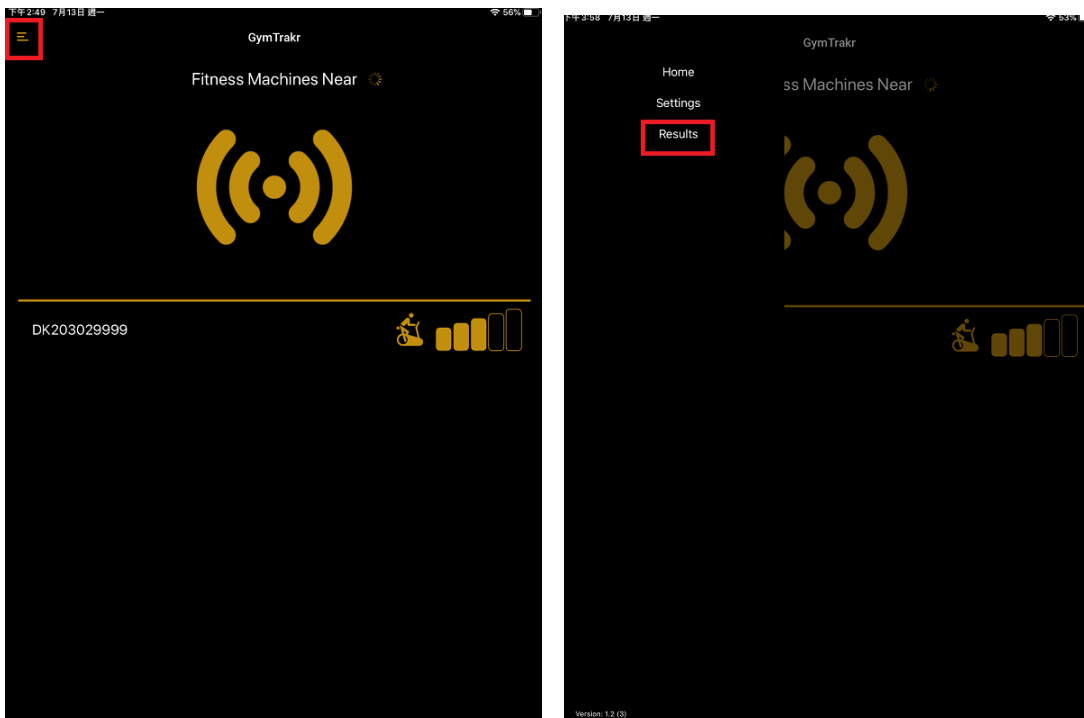 下午2:49 7月13日 週一
56%
GymTrakr
Fitness Machines Near
DK203029999
下午3:58 7月13日 週一
53%
GymTrakr
Home
ss Machines Near
Settings
Results
Version: 1.2 (3)